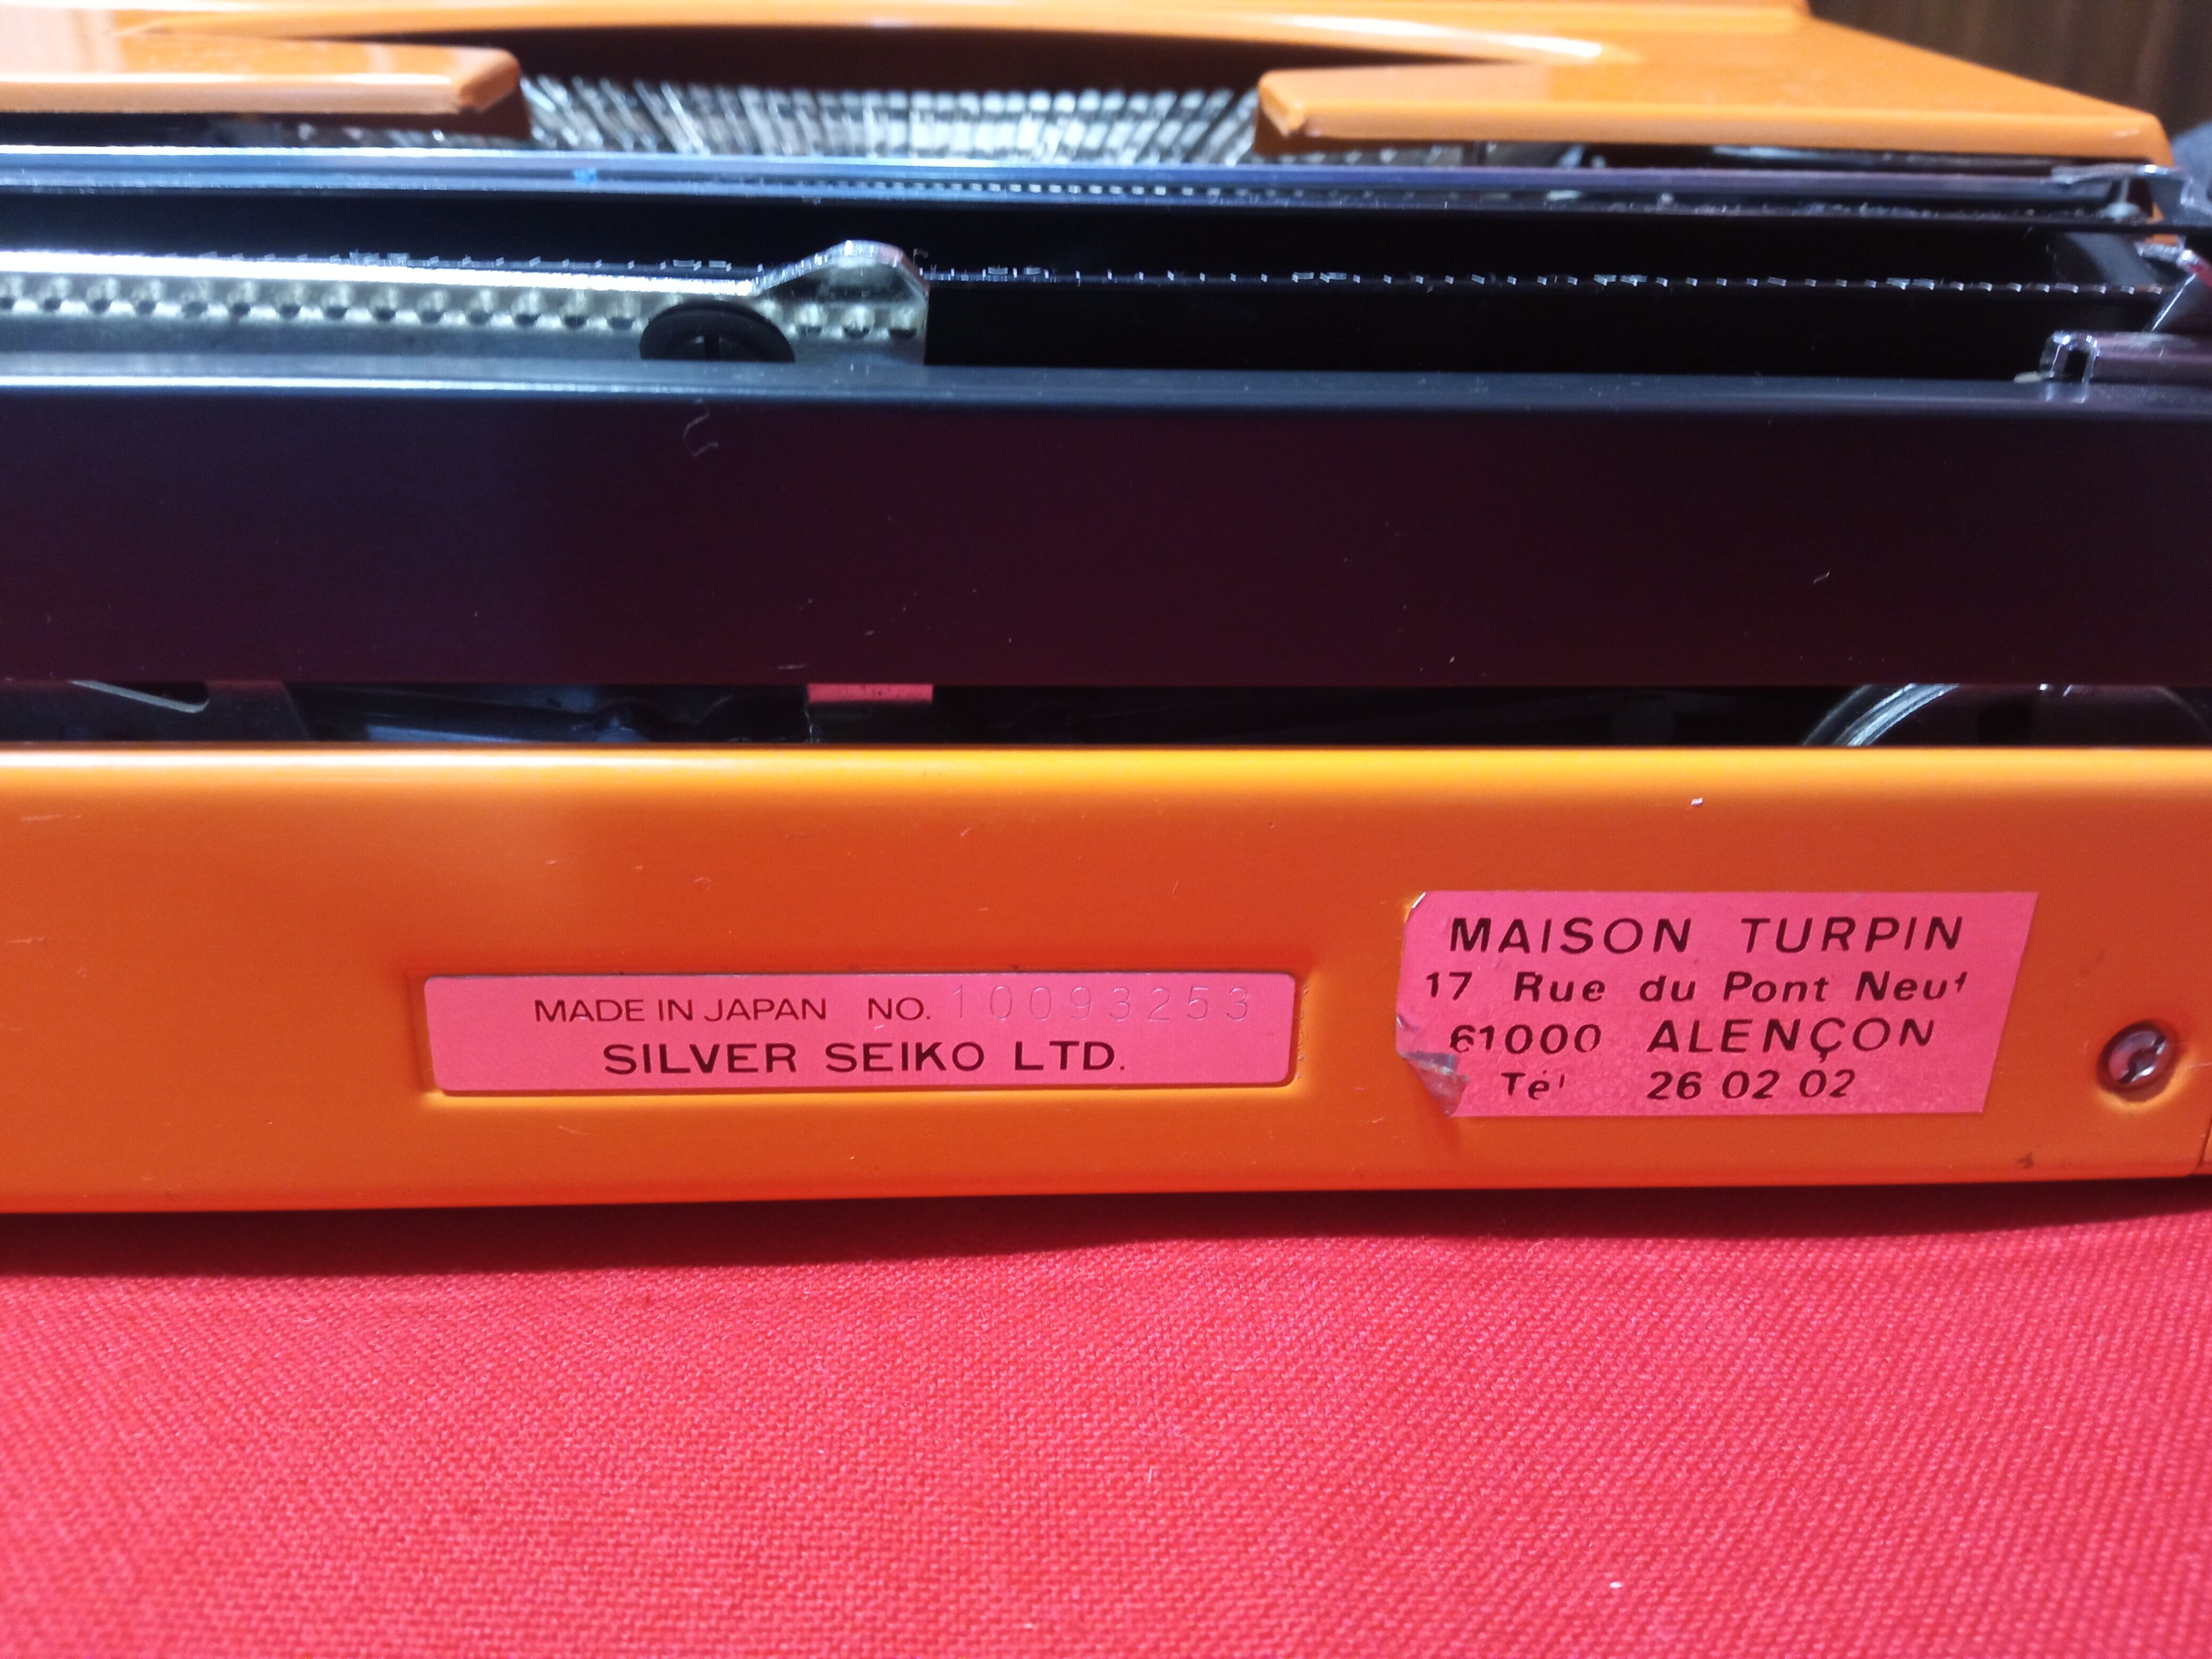 MADE IN JAPAN NO. 10093253
SILVER SEIKO LTD.
MAISON TURPIN
17 Rue du Pont Neuf
61000 ALENÇON
Tél 26 02 02